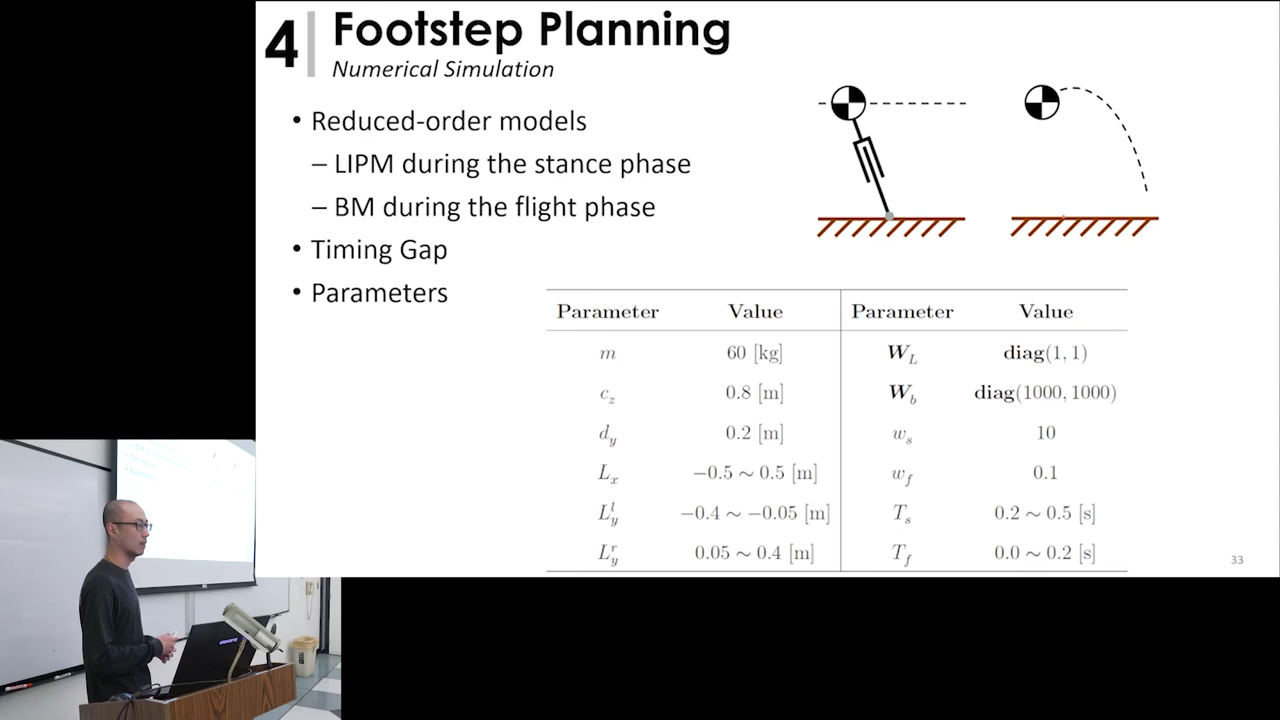 4
Footstep Planning
Numerical Simulation
• Reduced-order models
– LIPM during the stance phase
– BM during the flight phase
• Timing Gap
• Parameters
Parameter Value Parameter Value
m 60 [kg] W_L diag(1, 1)
c_z 0.8 [m] W_b diag(1000, 1000)
d_y 0.2 [m] w_s 10
L_x −0.5 ∼ 0.5 [m] w_f 0.1
L_y^l −0.4 ∼ −0.05 [m] T_s 0.2 ∼ 0.5 [s]
L_y^r 0.05 ∼ 0.4 [m] T_f 0.0 ∼ 0.2 [s]
33